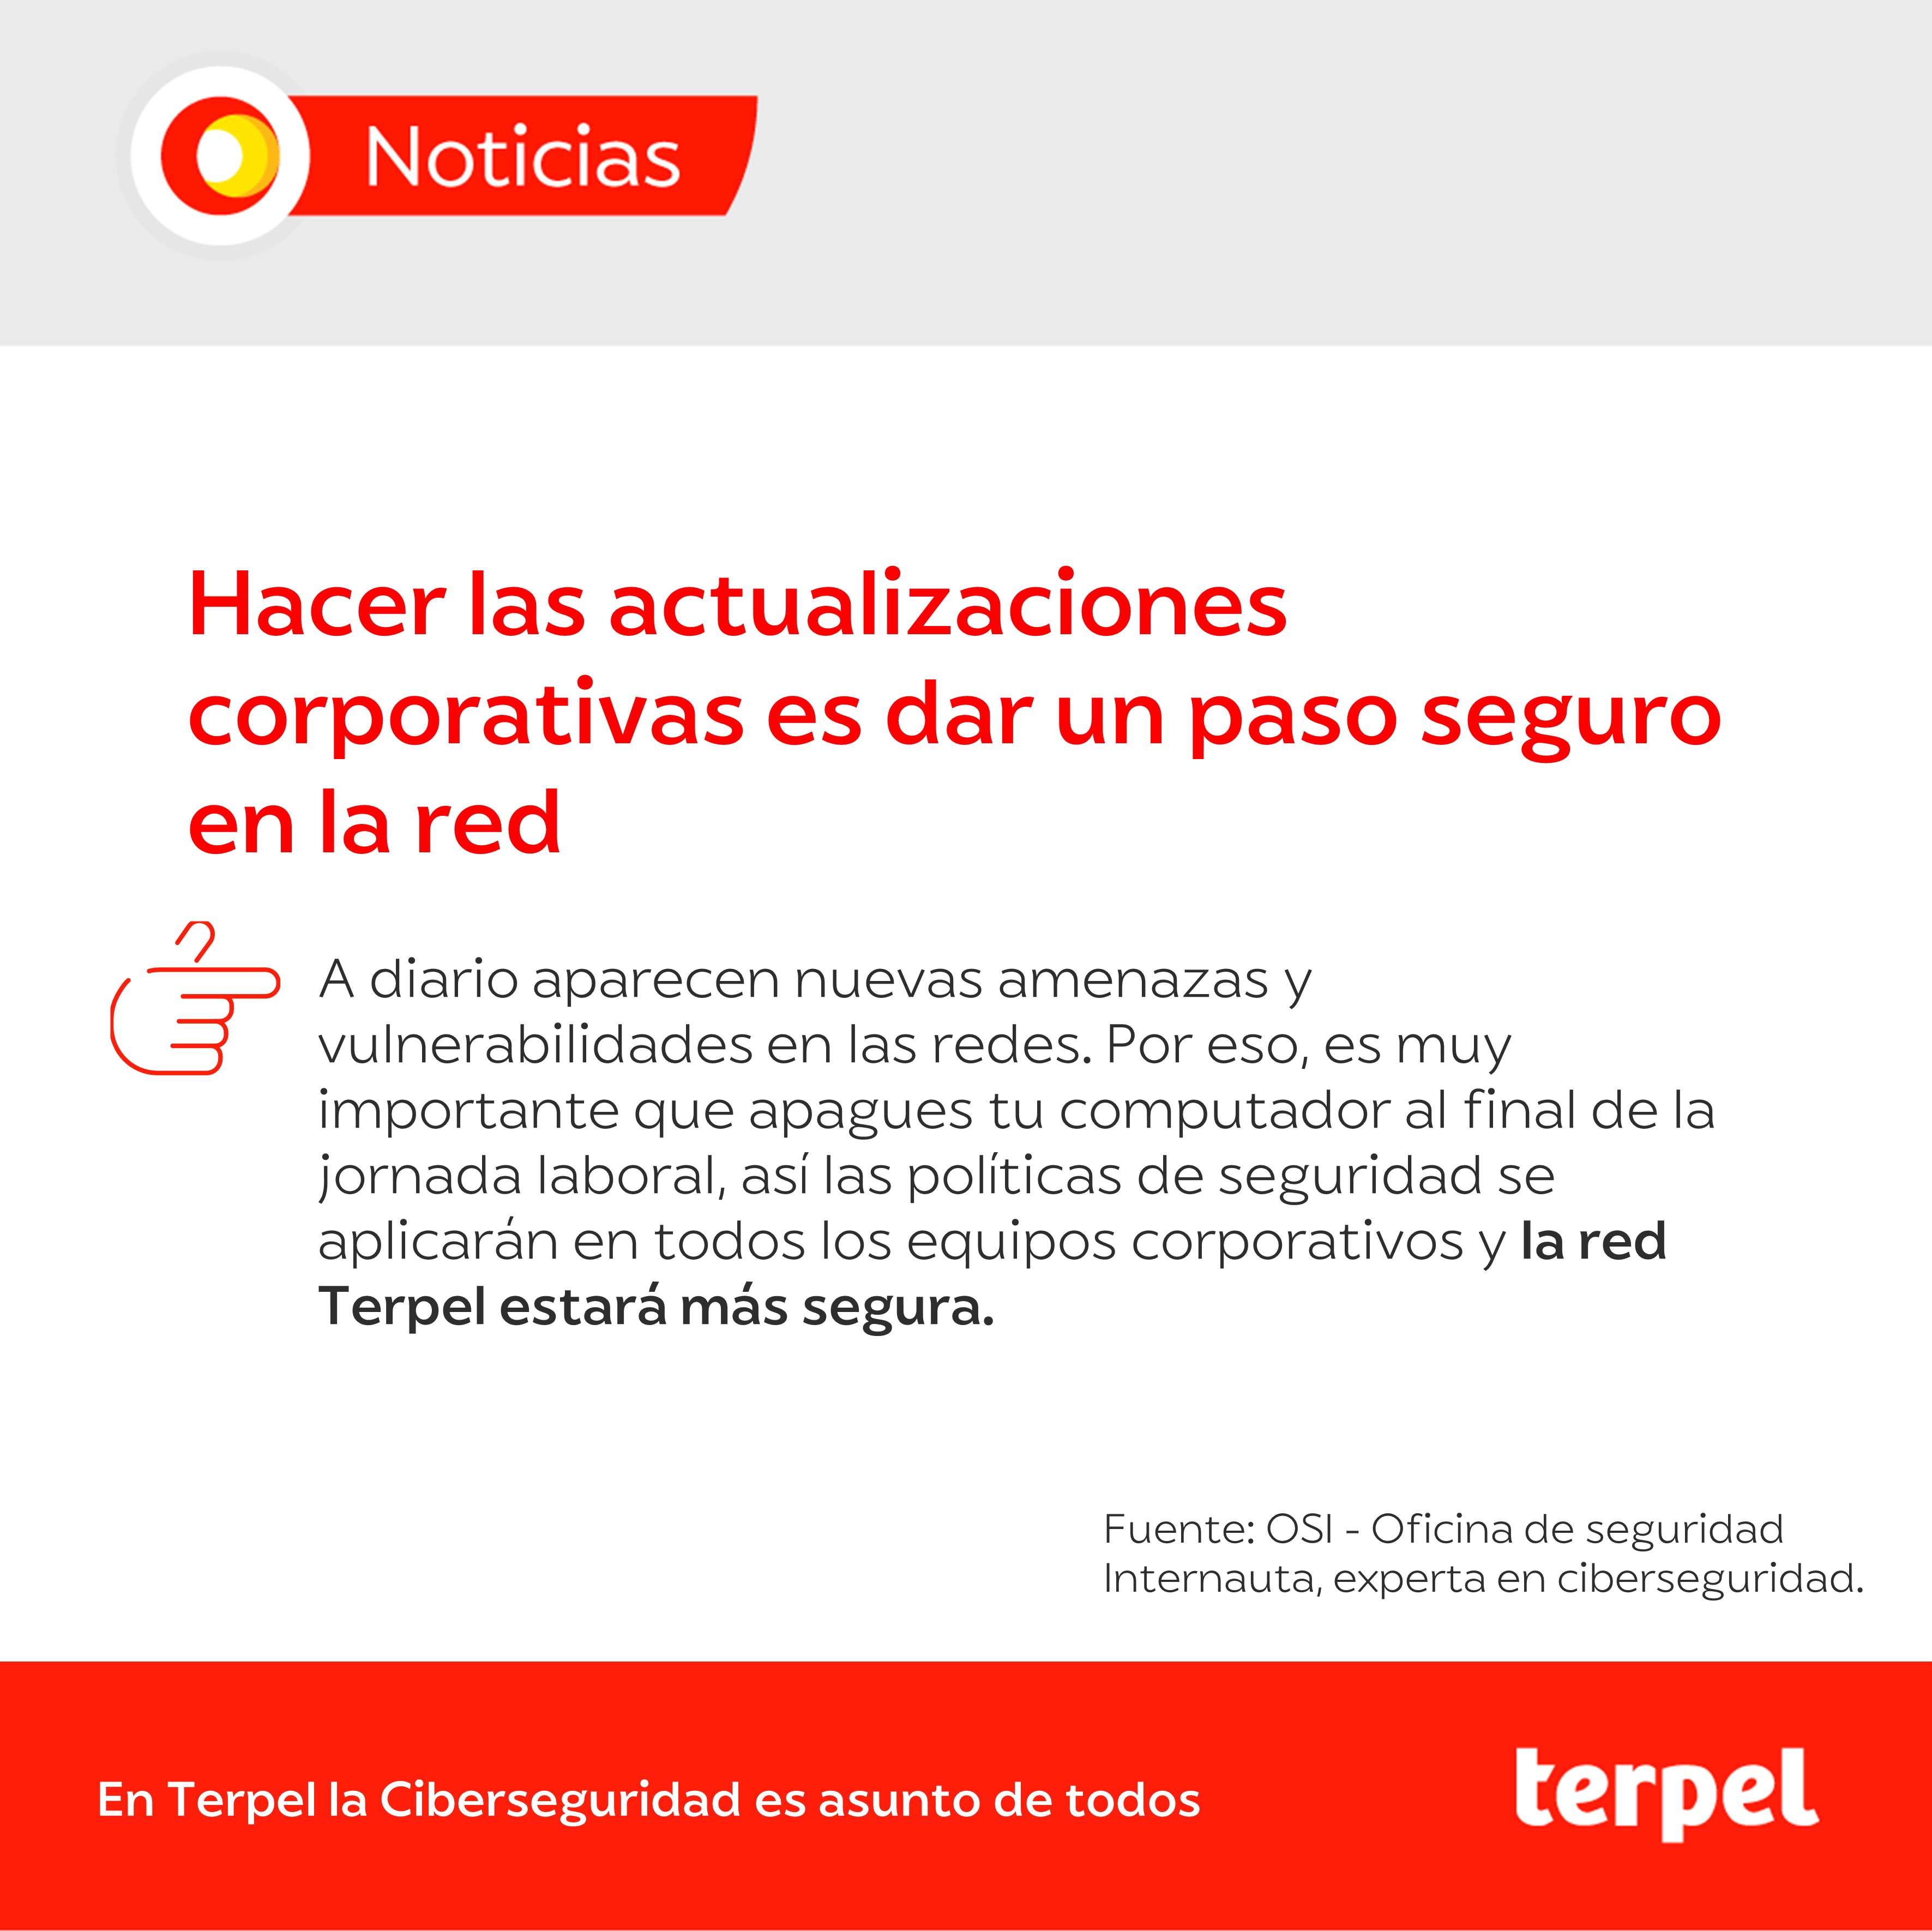 Noticias
Hacer las actualizaciones
corporativas es dar un paso seguro
en la red
A diario aparecen nuevas amenazas y
vulnerabilidades en las redes. Por eso, es muy
importante que apagues tu computador al final de la
jornada laboral, así las políticas de seguridad se
aplicarán en todos los equipos corporativos y la red
Terpel estará más segura.
Fuente: OSI - Oficina de seguridad
Internauta, experta en ciberseguridad.
En Terpel la Ciberseguridad es asunto de todos
terpel